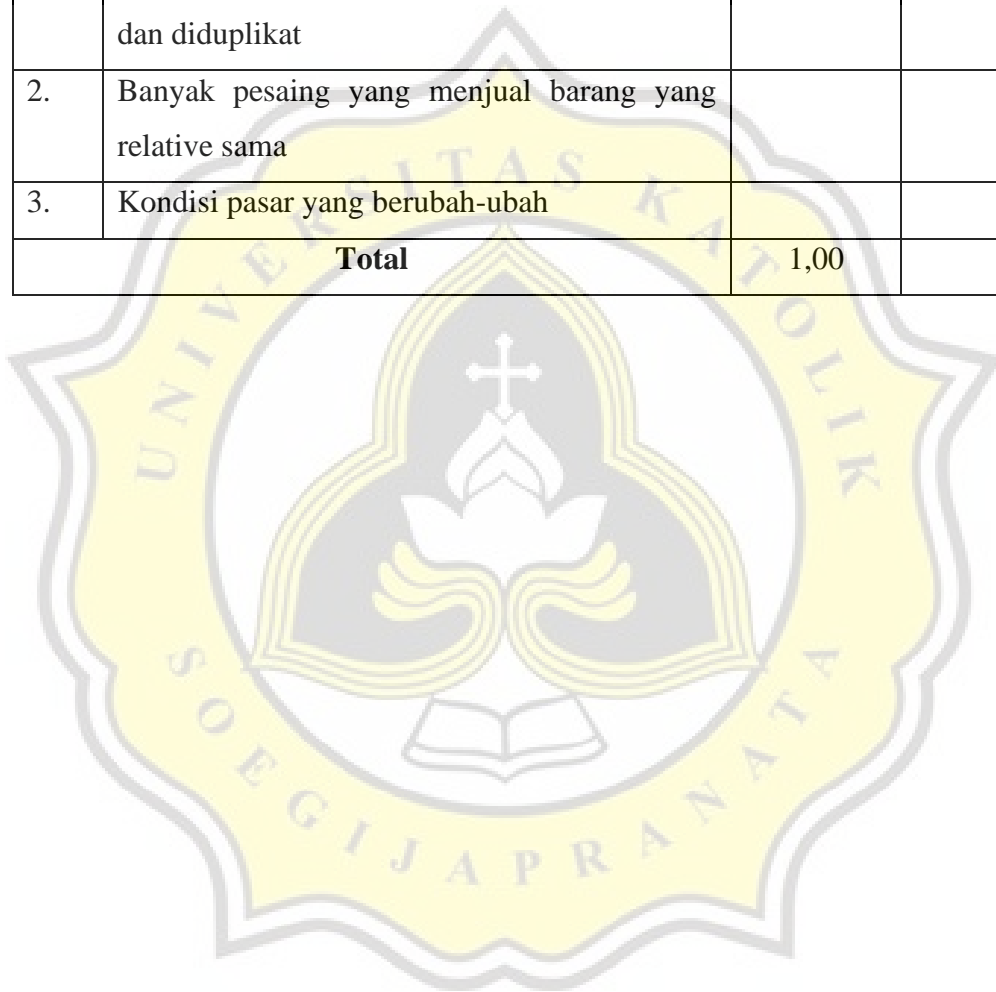 dan diduplikat
2. Banyak pesaing yang menjual barang yang
relative sama
3. Kondisi pasar yang berubah-ubah
Total 1,00
UNIVERSITAS KATOLIK
SOEGIJAPRANATA